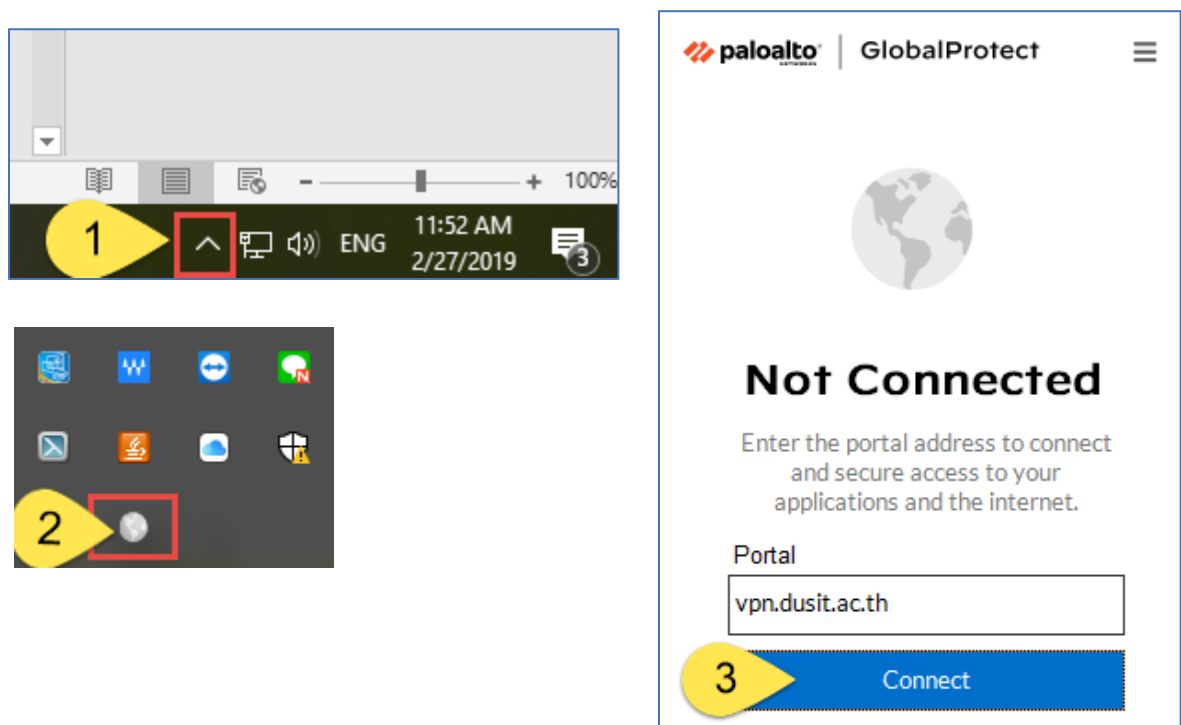 100%
1
ENG
11:52 AM
2/27/2019
3
N
2
paloalto
NETWORKS
GlobalProtect
Not Connected
Enter the portal address to connect
and secure access to your
applications and the internet.
Portal
vpn.dusit.ac.th
3
Connect